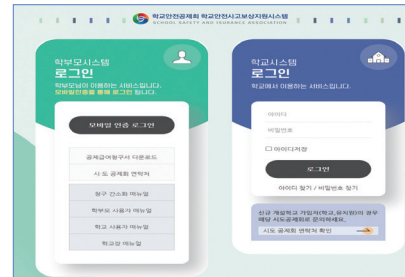 학교안전공제회 학교안전사고보상지원시스템
SCHOOL SAFETY AND ISURANCE ASSOCIATION
학부모시스템
로그인
학부모님이 이용하는 서비스입니다.
모바일인증을 통해 로그인 됩니다.
모바일 인증 로그인
공제급여청구서 다운로드
시·도 공제회 연락처
청구 간소화 매뉴얼
학부모 사용자 매뉴얼
학교 사용자 매뉴얼
학교장 매뉴얼
학교시스템
로그인
학교에서 이용하는 서비스입니다.
아이디
비밀번호
아이디저장
로그인
아이디 찾기 / 비밀번호 찾기
신규 개설학교 가입자(학교,유치원)의 경우
해당 시도공제회로 문의하세요.
시도 공제회 연락처 확인